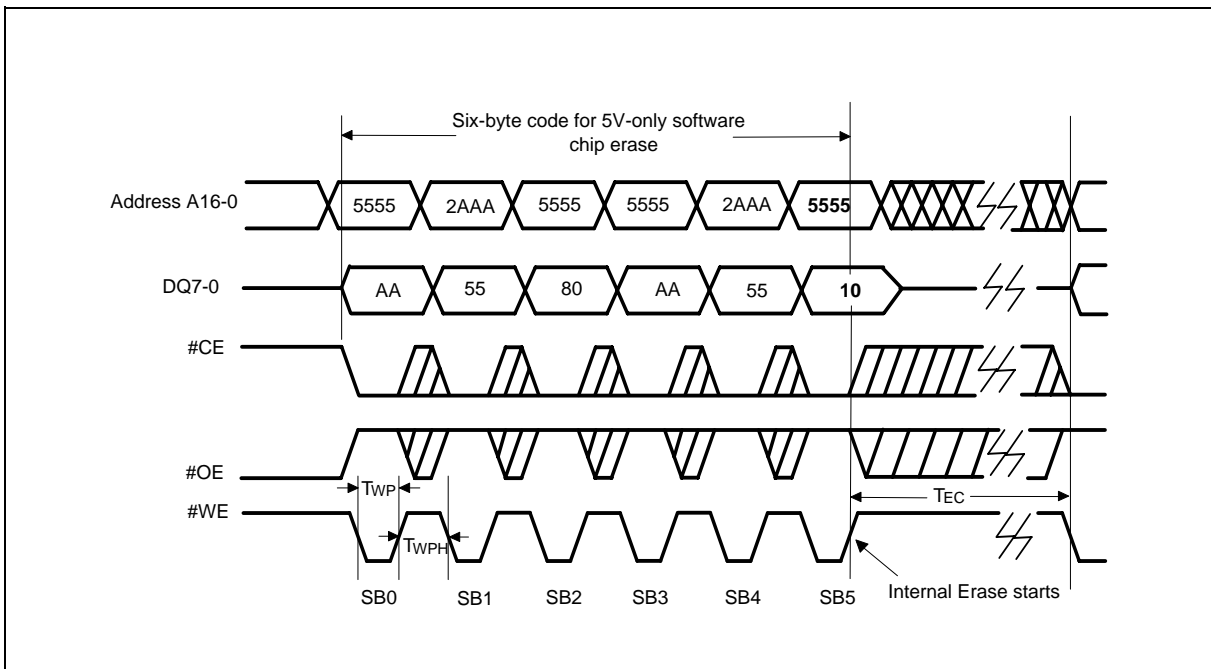 Six-byte code for 5V-only software
chip erase
Address A16-0
5555 2AAA 5555 5555 2AAA 5555
DQ7-0
AA 55 80 AA 55 10
#CE
#OE
TWP
TEC
#WE
TWPH
Internal Erase starts
SB0 SB1 SB2 SB3 SB4 SB5